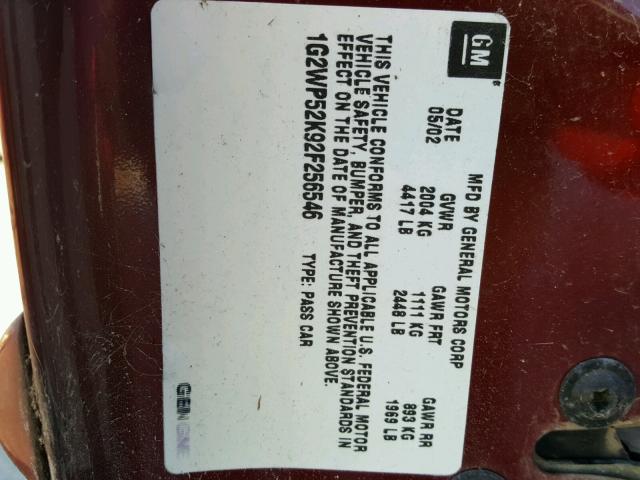 GM
MFD BY GENERAL MOTORS CORP
DATE GVWR GAWR FRT GAWR RR
05/02 2004 KG 1111 KG 893 KG
4417 LB 2448 LB 1969 LB
THIS VEHICLE CONFORMS TO ALL APPLICABLE U.S. FEDERAL MOTOR
VEHICLE SAFETY, BUMPER, AND THEFT PREVENTION STANDARDS IN
EFFECT ON THE DATE OF MANUFACTURE SHOWN ABOVE.
1G2WP52K92F256546 TYPE: PASS CAR